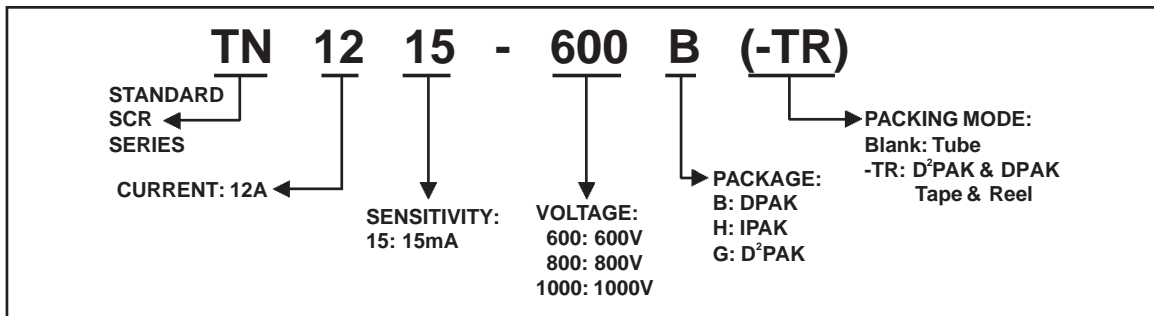 TN 12 15 - 600 B (-TR)
STANDARD
SCR
SERIES
CURRENT: 12A
SENSITIVITY:
15: 15mA
VOLTAGE:
600: 600V
800: 800V
1000: 1000V
PACKAGE:
B: DPAK
H: IPAK
G: D²PAK
PACKING MODE:
Blank: Tube
-TR: D²PAK & DPAK
Tape & Reel